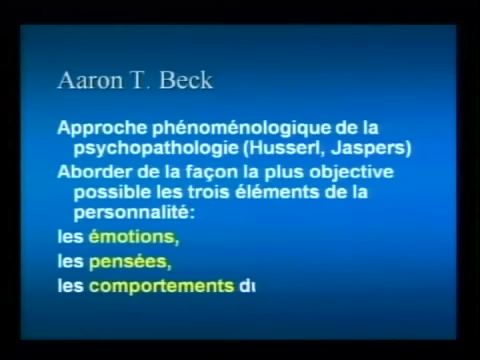 Aaron T. Beck
Approche phénoménologique de la
psychopathologie (Husserl, Jaspers)
Aborder de la façon la plus objective
possible les trois éléments de la
personnalité:
les émotions,
les pensées,
les comportements